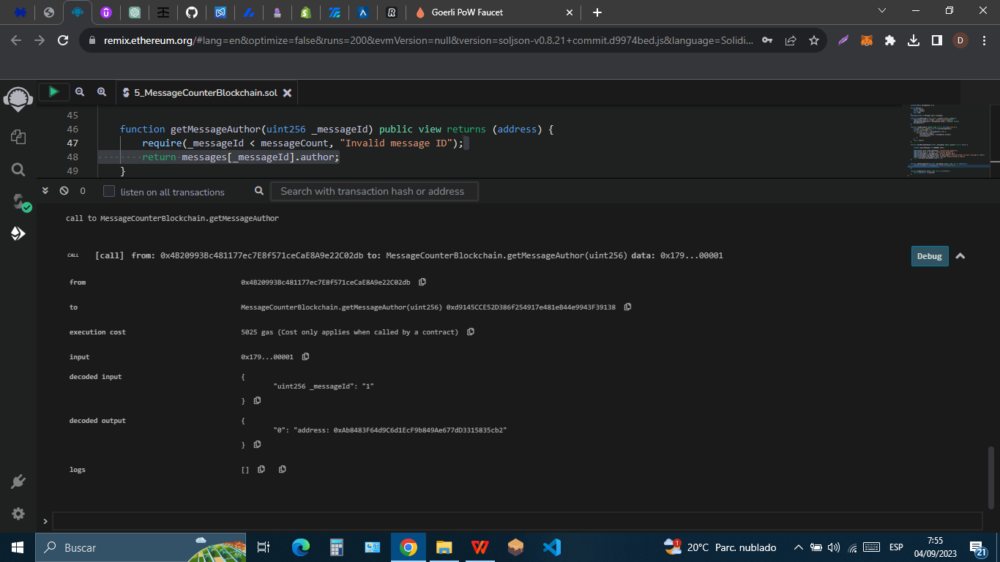 Goerli PoW Faucet
remix.ethereum.org/#lang=en&optimize=false&runs=200&evmVersion=null&version=soljson-v0.8.21+commit.d9974bed.js&language=Solidi...
D
5_MessageCounterBlockchain.sol
45
46 function getMessageAuthor(uint256 _messageId) public view returns (address) {
47 require(_messageId < messageCount, "Invalid message ID");
48 return messages[_messageId].author;
49 }
0 listen on all transactions Search with transaction hash or address
call to MessageCounterBlockchain.getMessageAuthor
CALL [call] from: 0x4B20993Bc481177ec7E8f571ceCaE8A9e22C02db to: MessageCounterBlockchain.getMessageAuthor(uint256) data: 0x179...00001 Debug
from 0x4B20993Bc481177ec7E8f571ceCaE8A9e22C02db
to MessageCounterBlockchain.getMessageAuthor(uint256) 0xd9145CCE52D386f254917e481eB44e9943F39138
execution cost 5025 gas (Cost only applies when called by a contract)
input 0x179...00001
decoded input {
"uint256 _messageId": "1"
}
decoded output {
"0": "address: 0xAb8483F64d9C6d1EcF9b849Ae677dD3315835cb2"
}
logs []
>
Buscar
1
20°C Parc. nublado
ESP
7:55
04/09/2023
21